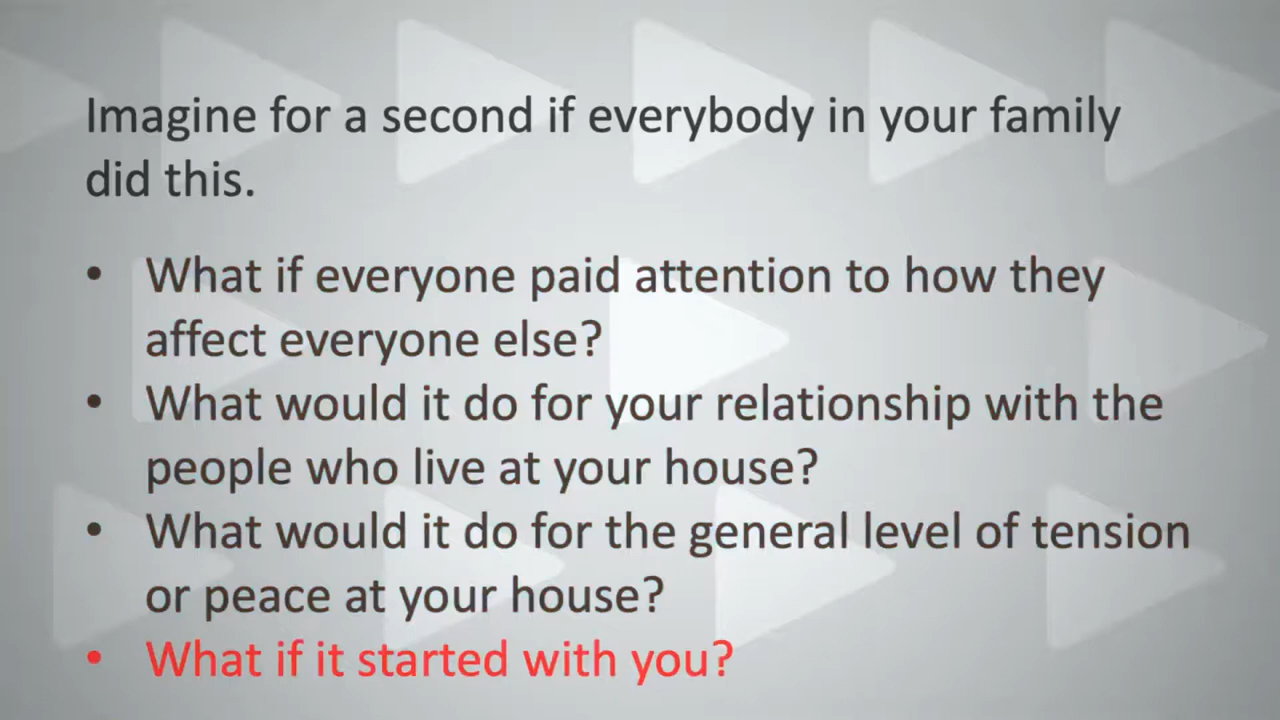 Imagine for a second if everybody in your family
did this.
• What if everyone paid attention to how they
affect everyone else?
• What would it do for your relationship with the
people who live at your house?
• What would it do for the general level of tension
or peace at your house?
• What if it started with you?